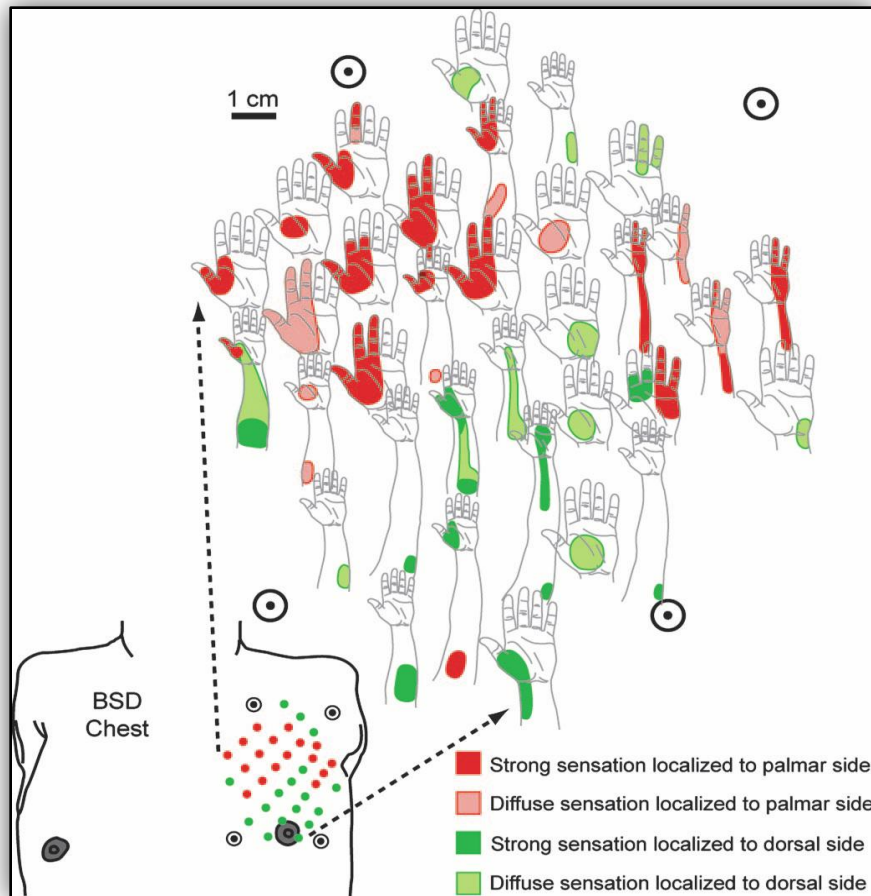 1 cm
BSD
Chest
Strong sensation localized to palmar side
Diffuse sensation localized to palmar side
Strong sensation localized to dorsal side
Diffuse sensation localized to dorsal side